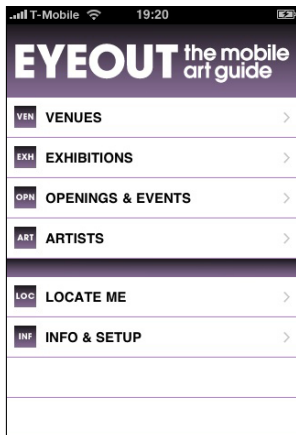 T-Mobile 19:20
EYEOUT the mobile
art guide
VEN VENUES
EXH EXHIBITIONS
OPN OPENINGS & EVENTS
ART ARTISTS
LOC LOCATE ME
INF INFO & SETUP